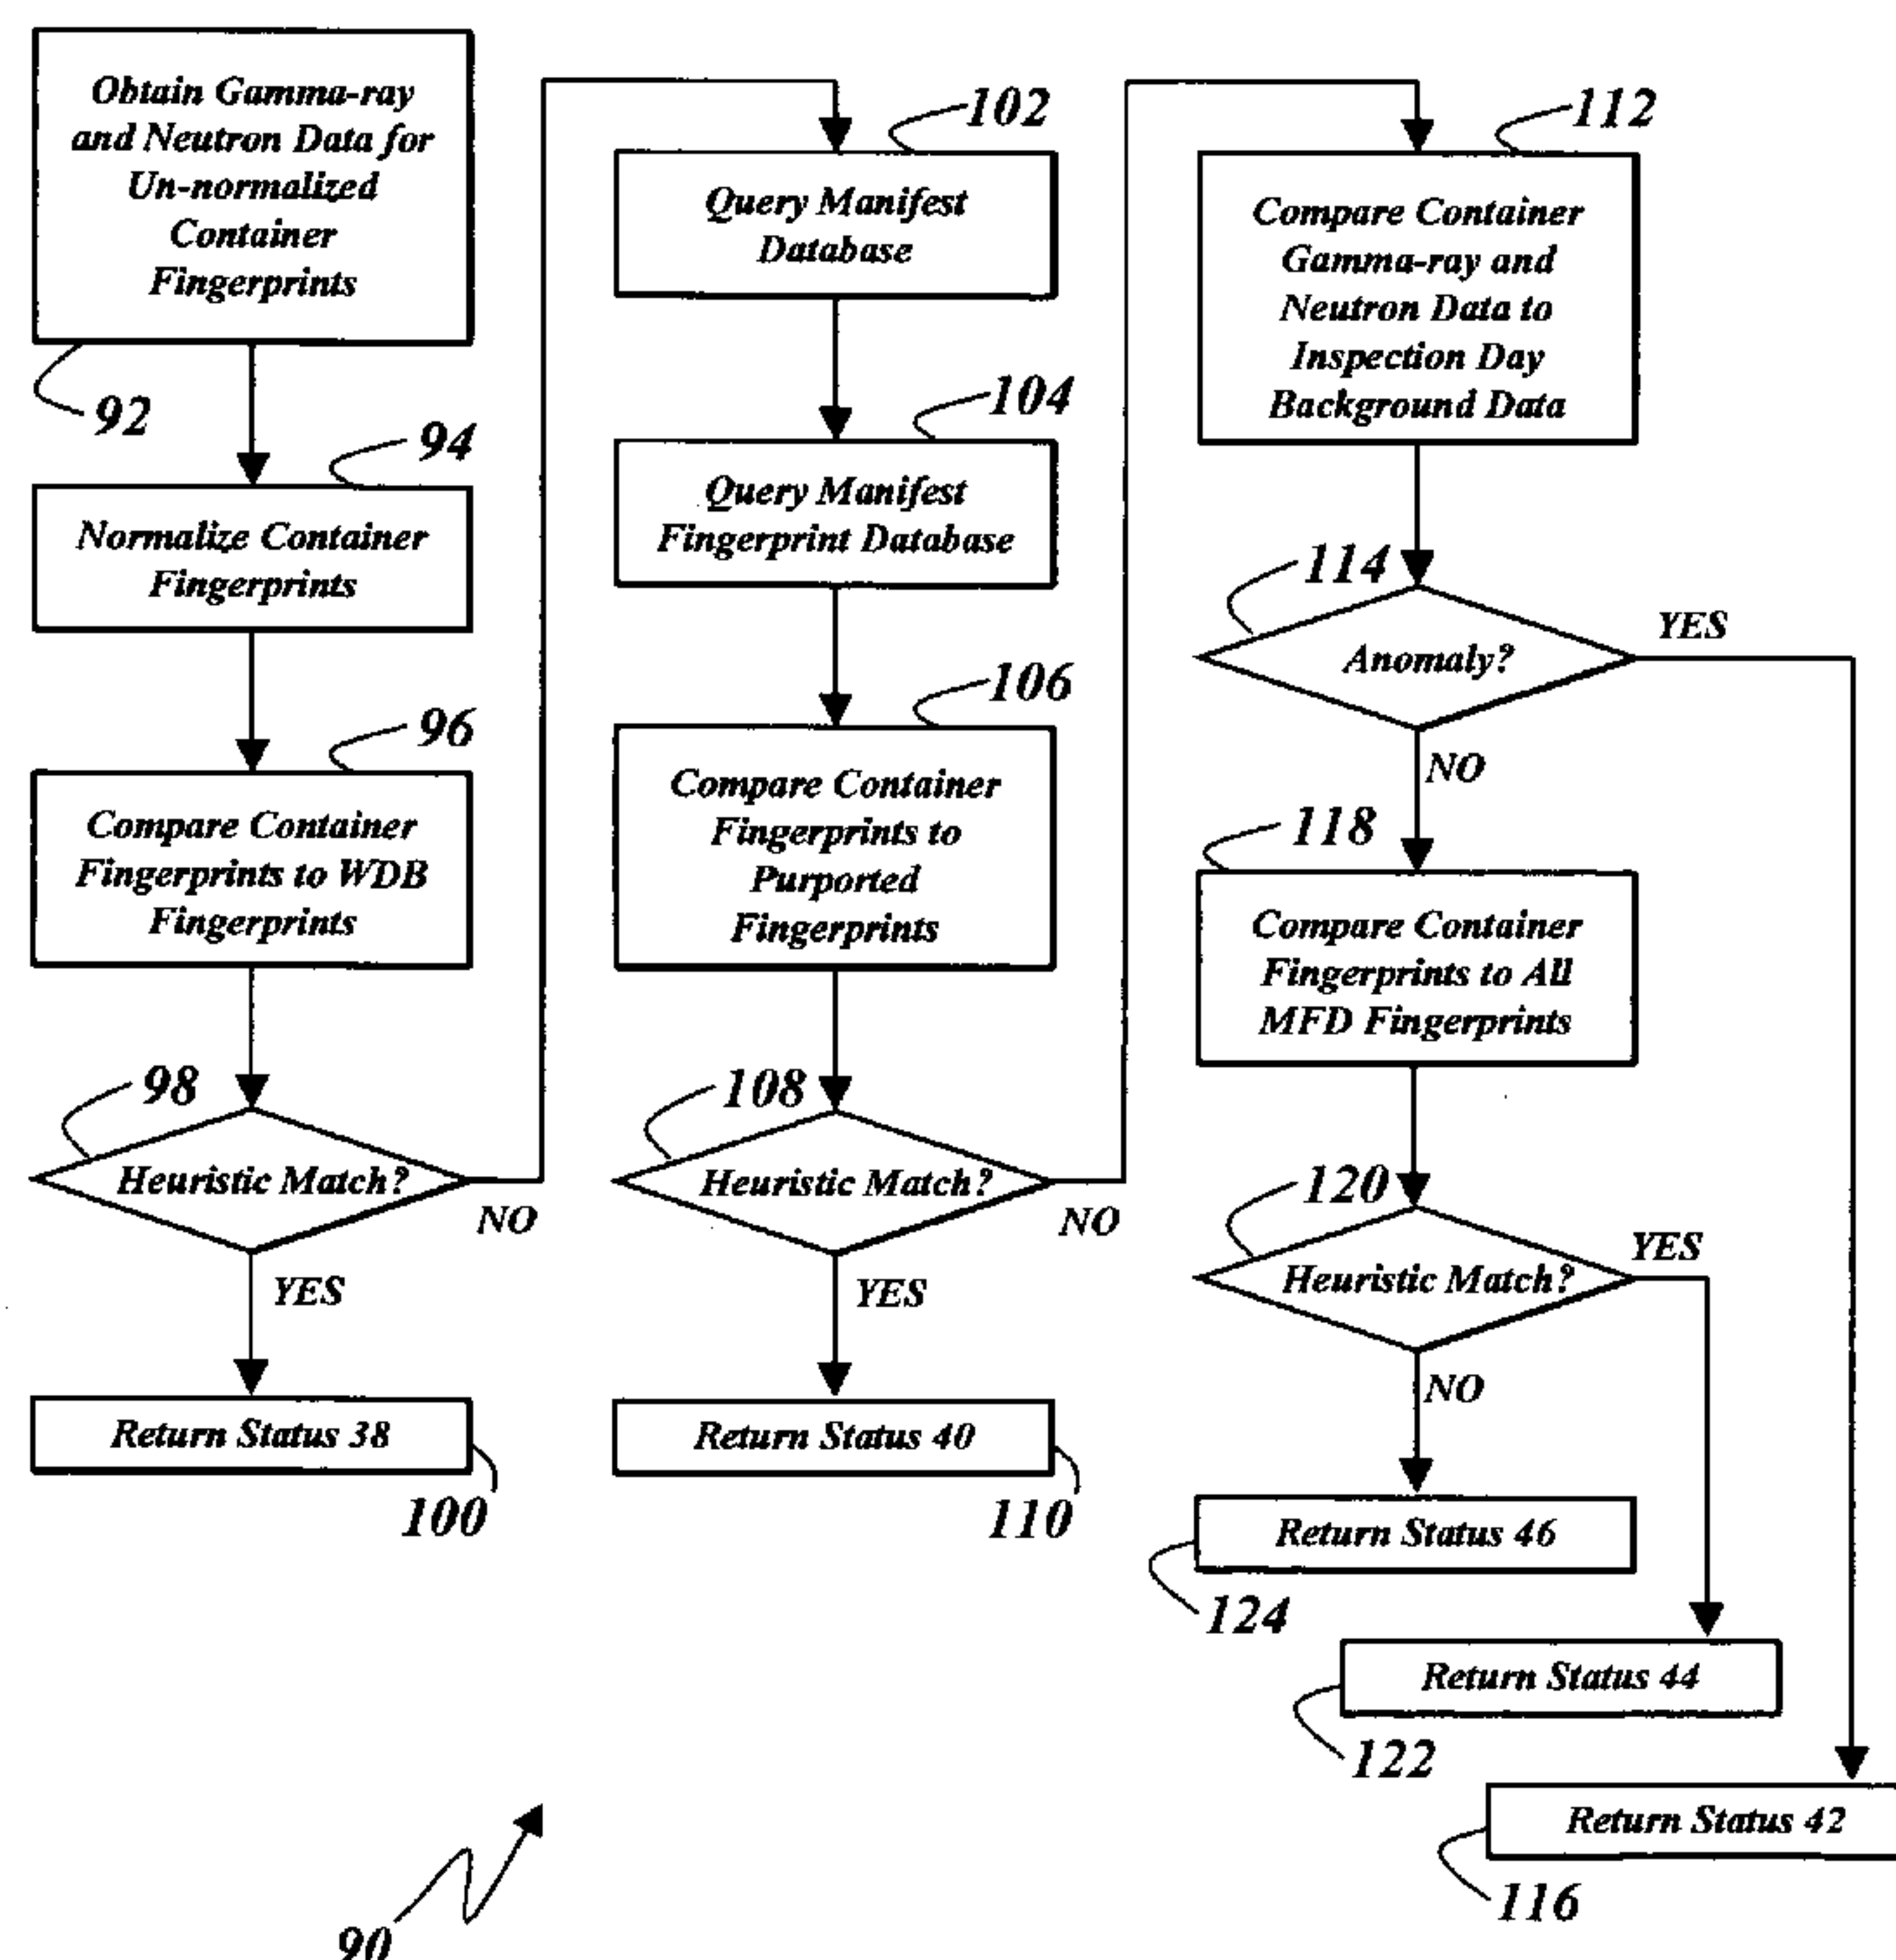 Obtain Gamma-ray
and Neutron Data for
Un-normalized
Container
Fingerprints
92
94
Normalize Container
Fingerprints
96
Compare Container
Fingerprints to WDB
Fingerprints
98
Heuristic Match?
NO
YES
Return Status 38
100
102
Query Manifest
Database
104
Query Manifest
Fingerprint Database
106
Compare Container
Fingerprints to
Purported
Fingerprints
108
Heuristic Match?
NO
YES
Return Status 40
110
112
Compare Container
Gamma-ray and
Neutron Data to
Inspection Day
Background Data
114
Anomaly?
YES
NO
118
Compare Container
Fingerprints to All
MFD Fingerprints
120
Heuristic Match?
YES
NO
Return Status 46
124
Return Status 44
122
Return Status 42
116
90